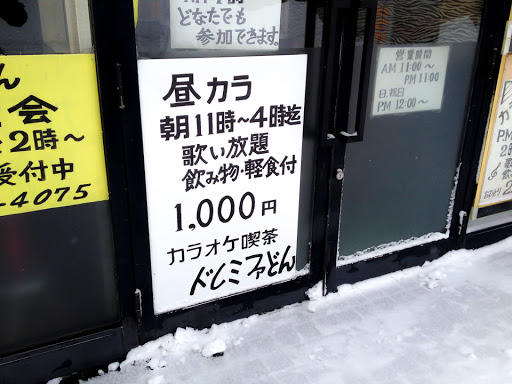 どなたでも
参加できます。
ん
会
2時~
受付中
-4075
昼カラ
朝11時~4時迄
歌い放題
飲み物・軽食付
1,000円
カラオケ喫茶
ドレミファどん
営業時間
AM 11:00~
PM 11:00
日.祝日
PM 12:00~